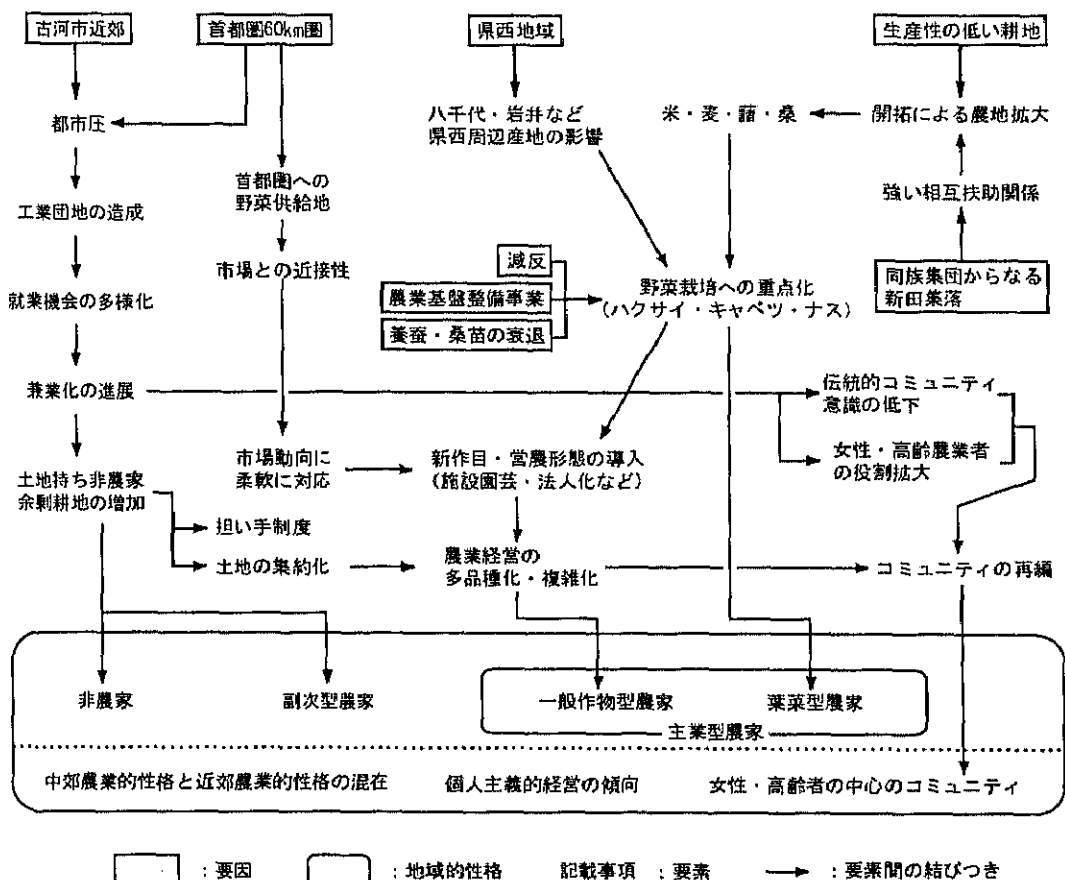 古河市近郊
首都圏60km圏
県西地域
生産性の低い耕地
都市圧
八千代・岩井など
県西周辺産地の影響
米・麦・藷・桑
開拓による農地拡大
首都圏への
野菜供給地
強い相互扶助関係
工業団地の造成
市場との近接性
減反
農業基盤整備事業
養蚕・桑苗の衰退
野菜栽培への重点化
(ハクサイ・キャベツ・ナス)
同族集団からなる
新田集落
就業機会の多様化
兼業化の進展
伝統的コミュニティ
意識の低下
女性・高齢農業者
の役割拡大
市場動向に
柔軟に対応
新作目・営農形態の導入
(施設園芸・法人化など)
土地持ち非農家
余剰耕地の増加
担い手制度
土地の集約化
農業経営の
多品種化・複雑化
コミュニティの再編
非農家
副次型農家
一般作物型農家
葉菜型農家
主業型農家
中郊農業的性格と近郊農業的性格の混在
個人主義的経営の傾向
女性・高齢者の中心のコミュニティ
:要因
:地域的性格
記載事項 :要素
:要素間の結びつき